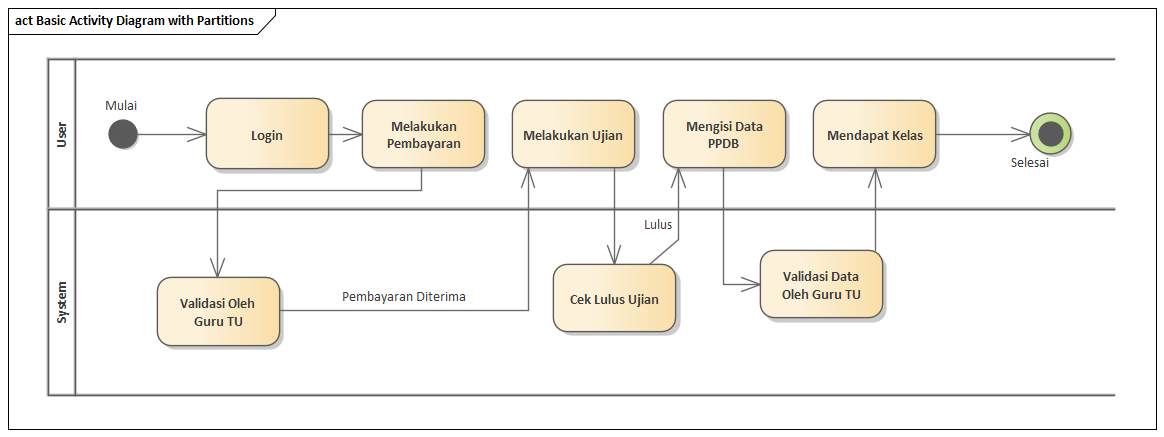 act Basic Activity Diagram with Partitions
User
Mulai
Login
Melakukan
Pembayaran
Melakukan Ujian
Mengisi Data
PPDB
Mendapat Kelas
Selesai
System
Lulus
Validasi Oleh
Guru TU
Pembayaran Diterima
Cek Lulus Ujian
Validasi Data
Oleh Guru TU